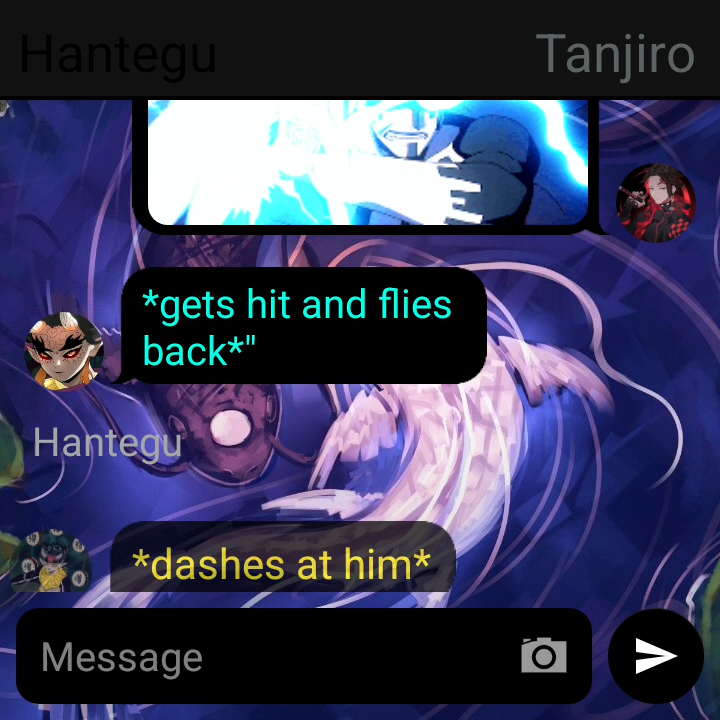 Hantegu
Tanjiro
*gets hit and flies
back*"
Hantegu
*dashes at him*
Message